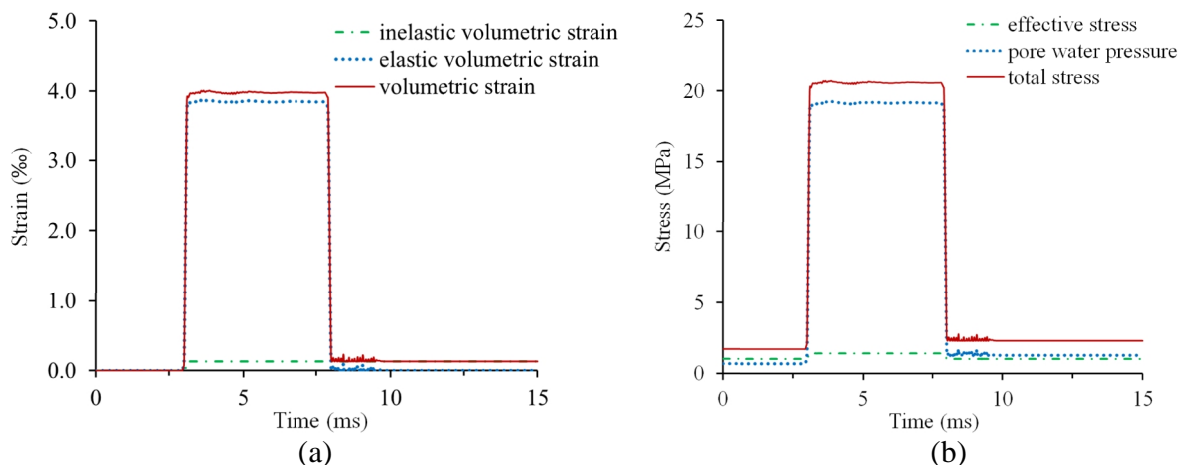 5.0
4.0
3.0
2.0
1.0
0.0
Strain (‰)
inelastic volumetric strain
elastic volumetric strain
volumetric strain
0
5
10
15
Time (ms)
(a)
25
20
15
10
5
0
Stress (MPa)
effective stress
pore water pressure
total stress
0
5
10
15
Time (ms)
(b)